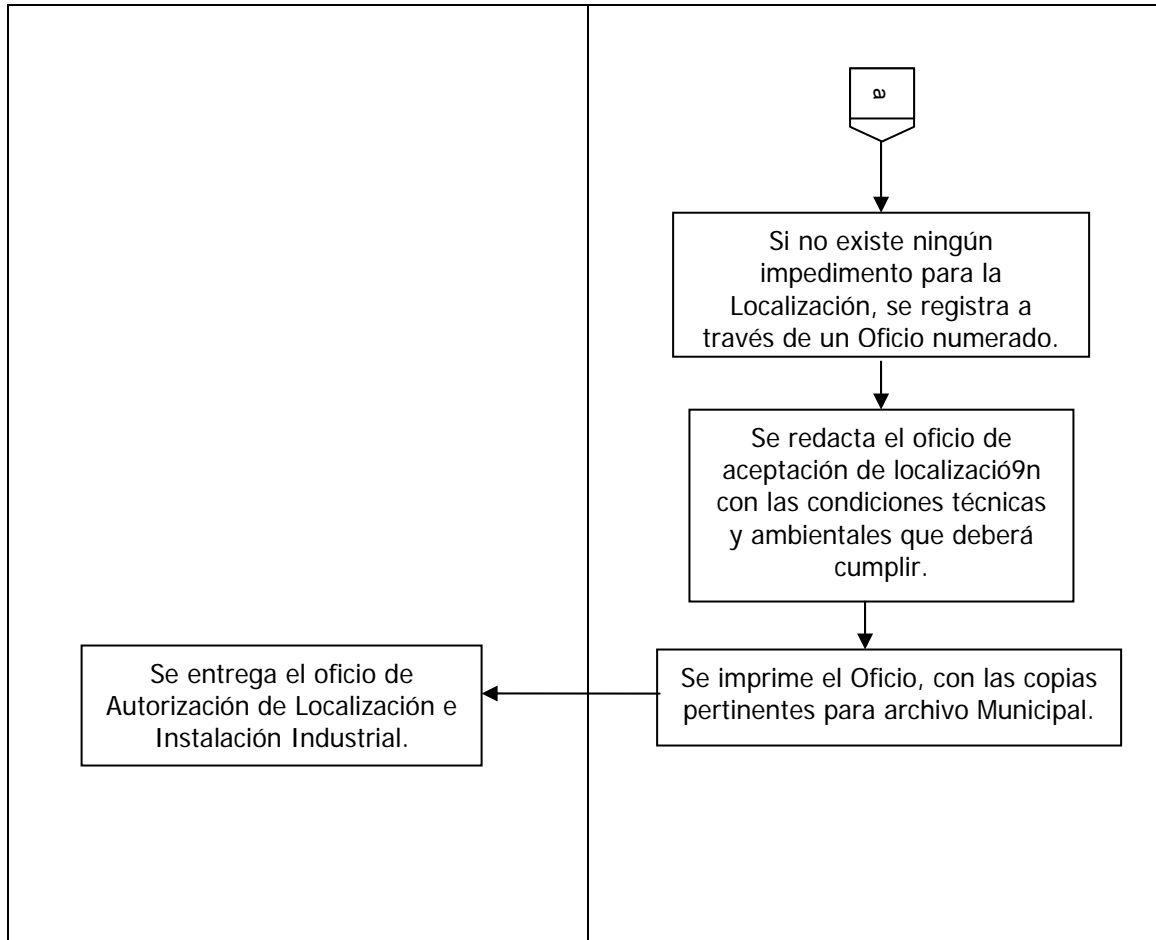 a
Si no existe ningún
impedimento para la
Localización, se registra a
través de un Oficio numerado.
Se redacta el oficio de
aceptación de localizació9n
con las condiciones técnicas
y ambientales que deberá
cumplir.
Se imprime el Oficio, con las copias
pertinentes para archivo Municipal.
Se entrega el oficio de
Autorización de Localización e
Instalación Industrial.